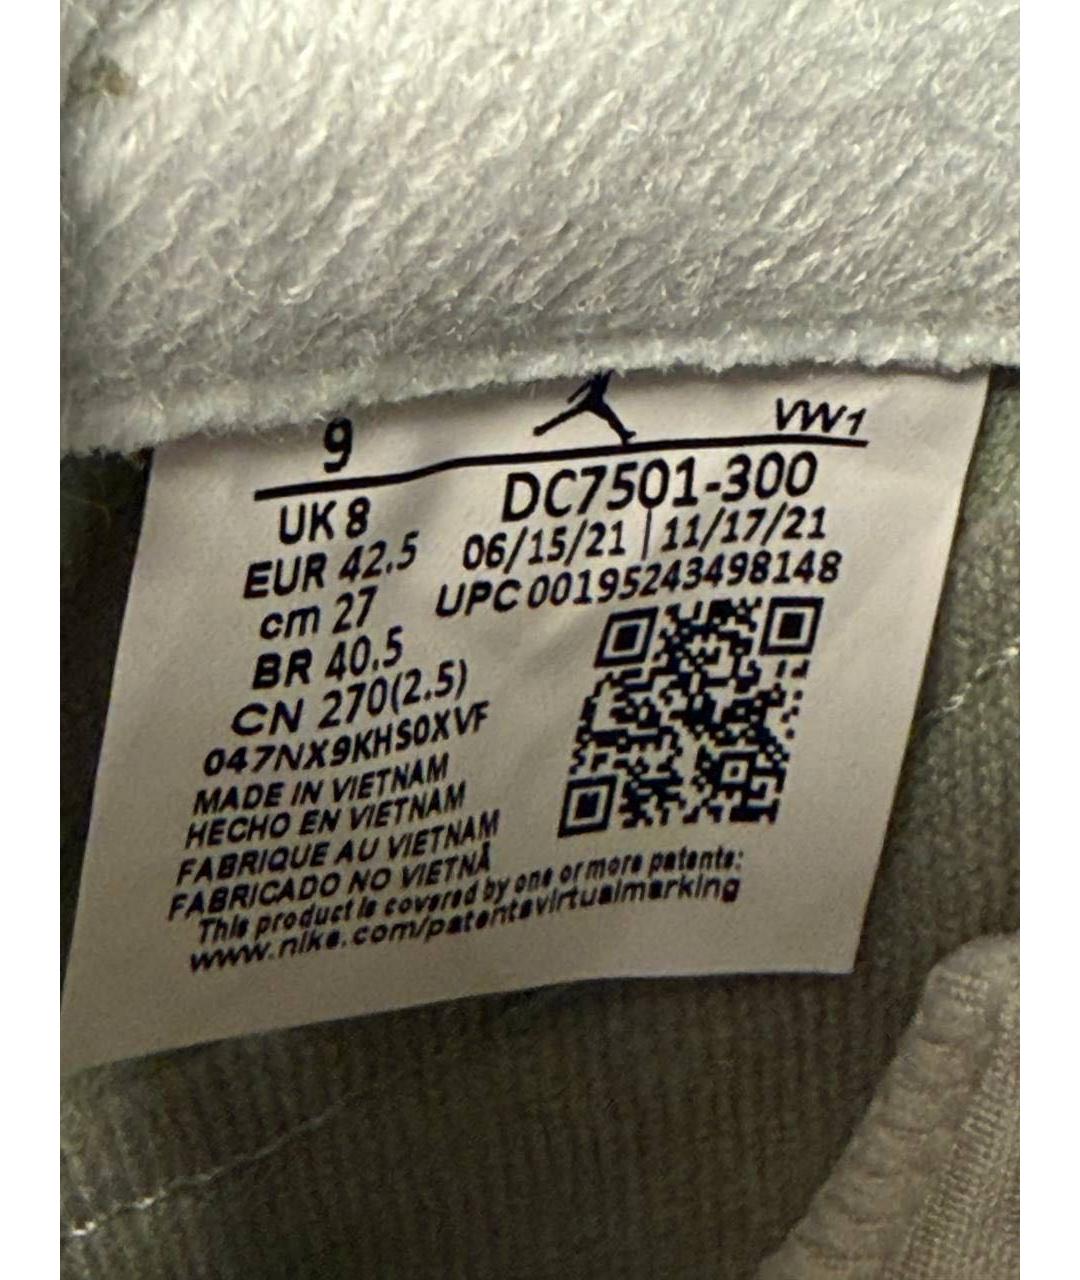 9 VW1
UK 8 DC7501-300
EUR 42.5 06/15/21 | 11/17/21
cm 27 UPC 00195243498148
BR 40.5
CN 270(2.5)
047NX9KHS0XVF
MADE IN VIETNAM
HECHO EN VIETNAM
FABRIQUE AU VIETNAM
FABRICADO NO VIETNÃ
This product is covered by one or more patents:
www.nike.com/patentsvirtualmarking